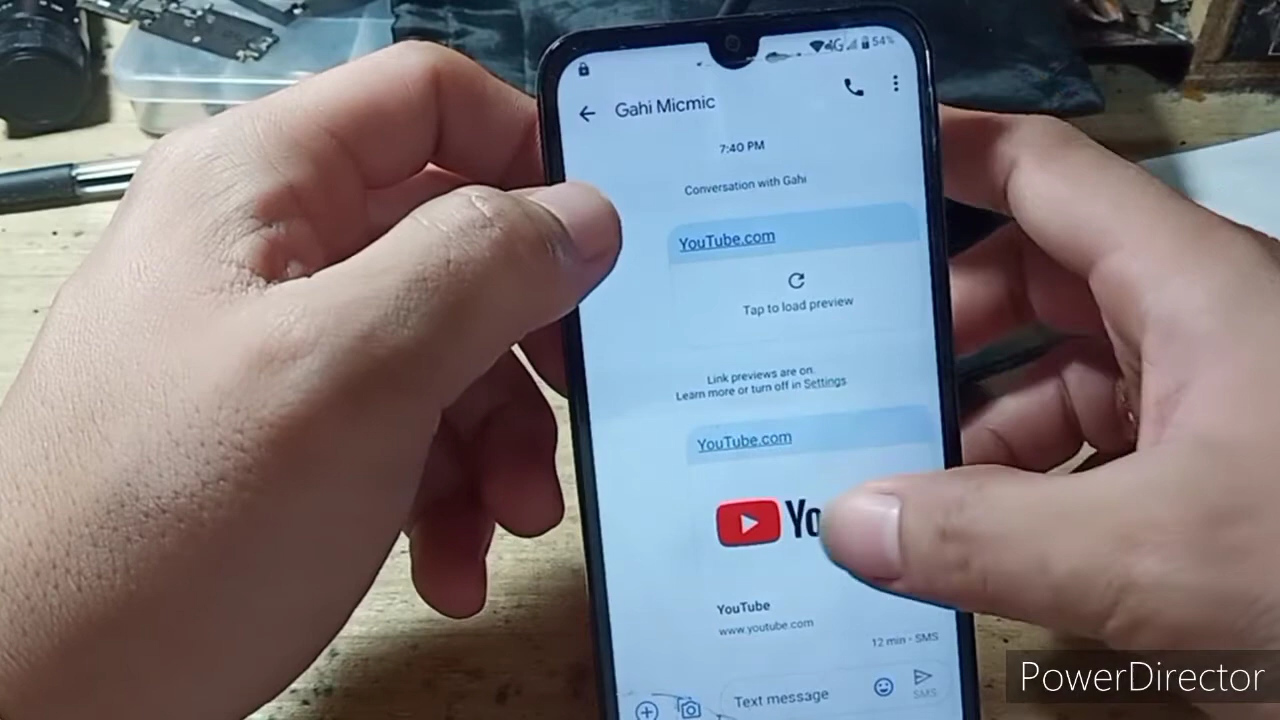 4G 54%
Gahi Micmic
7:40 PM
Conversation with Gahi
YouTube.com
Tap to load preview
Link previews are on.
Learn more or turn off in Settings
YouTube.com
Yo
YouTube
www.youtube.com
12 min · SMS
Text message
SMS
PowerDirector